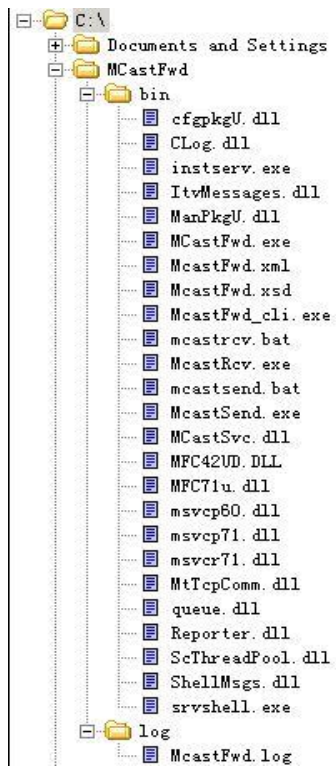 C:\
Documents and Settings
MCastFwd
bin
cfgpkgU.dll
CLog.dll
instserv.exe
ItvMessages.dll
ManPkgU.dll
MCastFwd.exe
McastFwd.xml
McastFwd.xsd
McastFwd_cli.exe
mcastrcv.bat
McastRcv.exe
mcastsend.bat
McastSend.exe
MCastSvc.dll
MFC42UD.DLL
MFC71u.dll
msvcp60.dll
msvcp71.dll
msvcr71.dll
MtTcpComm.dll
queue.dll
Reporter.dll
ScThreadPool.dll
ShellMsgs.dll
srvshell.exe
log
McastFwd.log